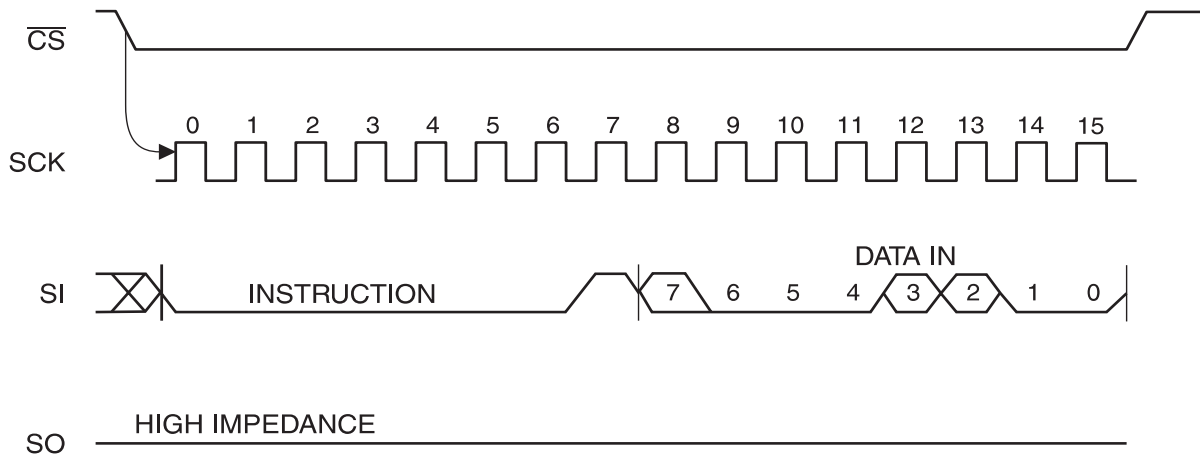 CS
0 1 2 3 4 5 6 7 8 9 10 11 12 13 14 15
SCK
DATA IN
SI INSTRUCTION 7 6 5 4 3 2 1 0
HIGH IMPEDANCE
SO